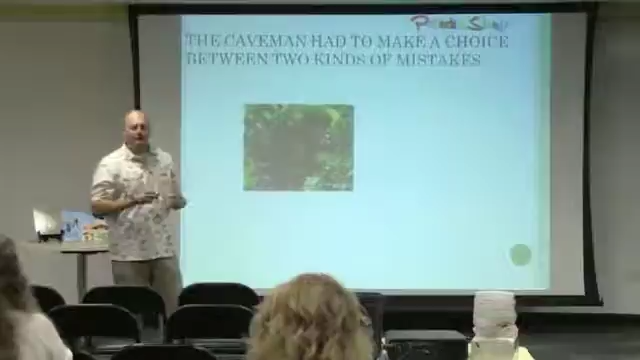 THE CAVEMAN HAD TO MAKE A CHOICE
BETWEEN TWO KINDS OF MISTAKES